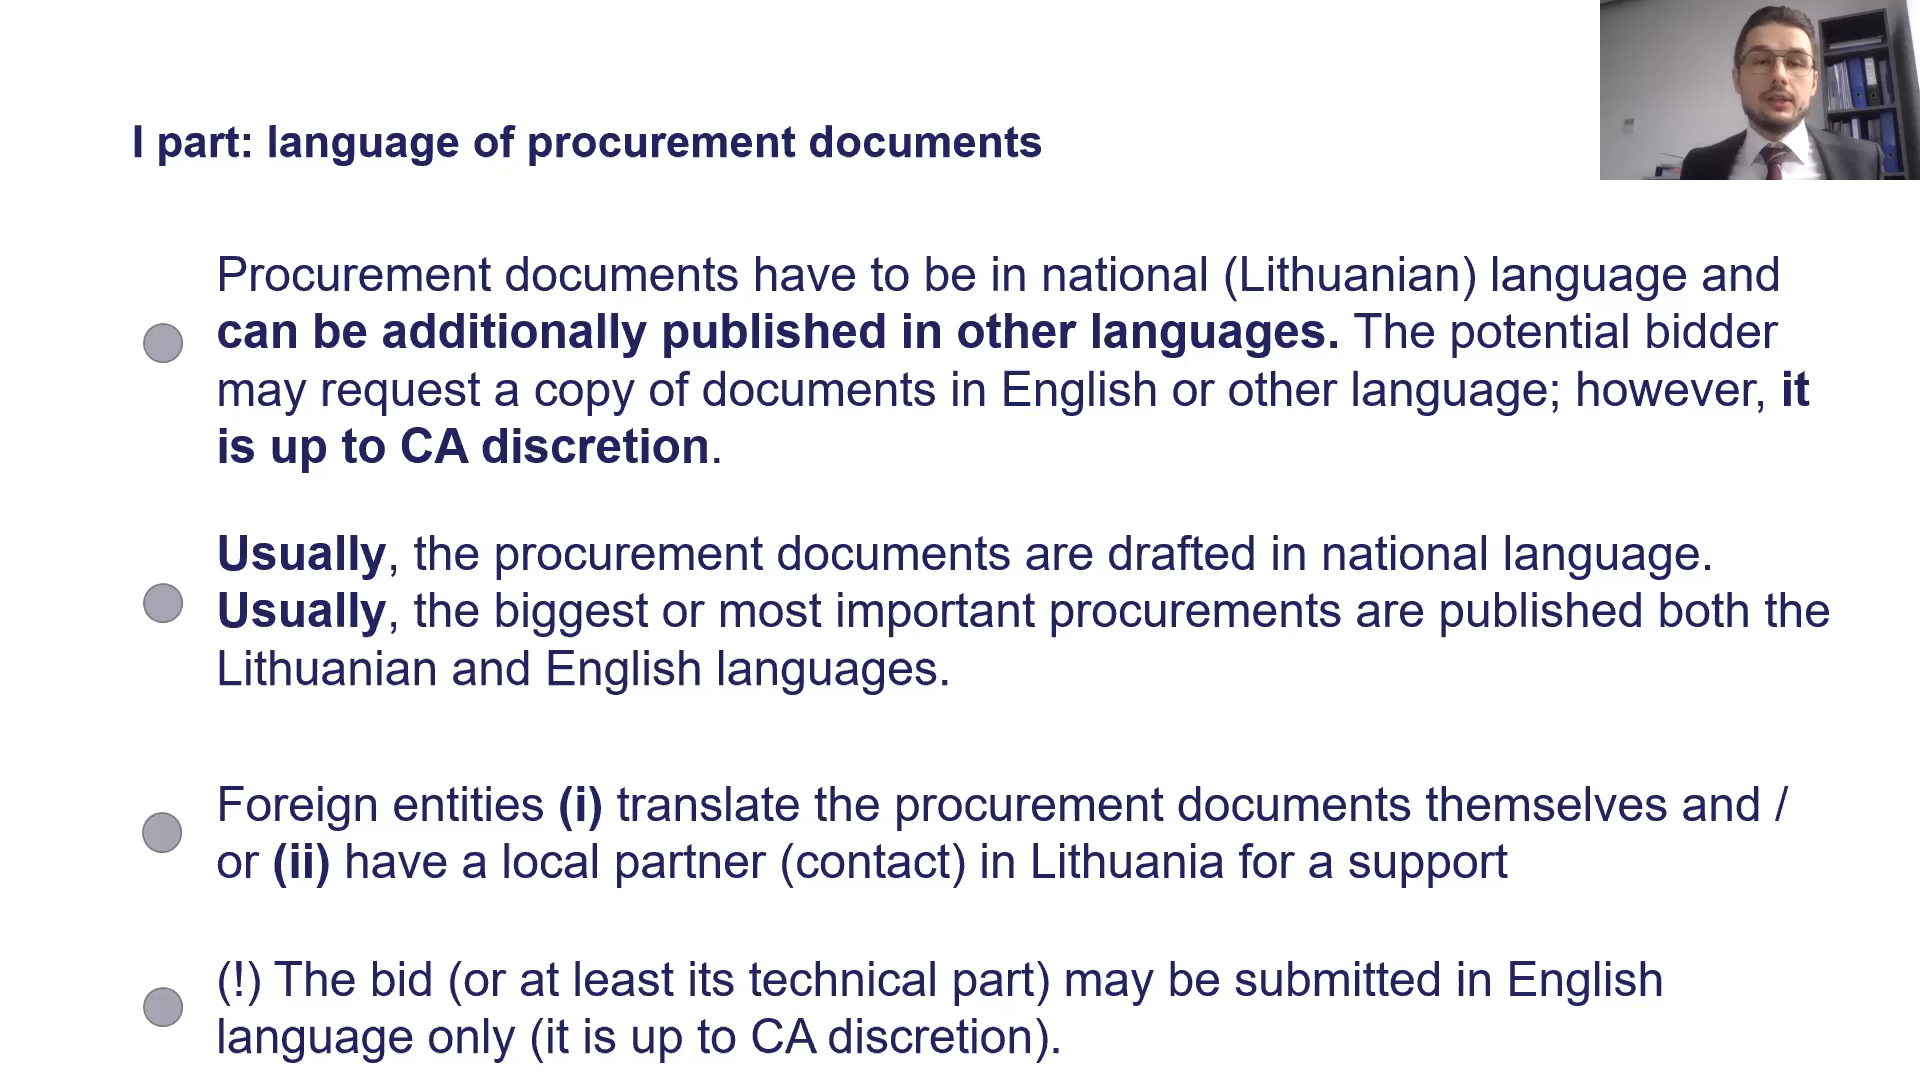 I part: language of procurement documents
Procurement documents have to be in national (Lithuanian) language and
can be additionally published in other languages. The potential bidder
may request a copy of documents in English or other language; however, it
is up to CA discretion.
Usually, the procurement documents are drafted in national language.
Usually, the biggest or most important procurements are published both the
Lithuanian and English languages.
Foreign entities (i) translate the procurement documents themselves and /
or (ii) have a local partner (contact) in Lithuania for a support
(!) The bid (or at least its technical part) may be submitted in English
language only (it is up to CA discretion).